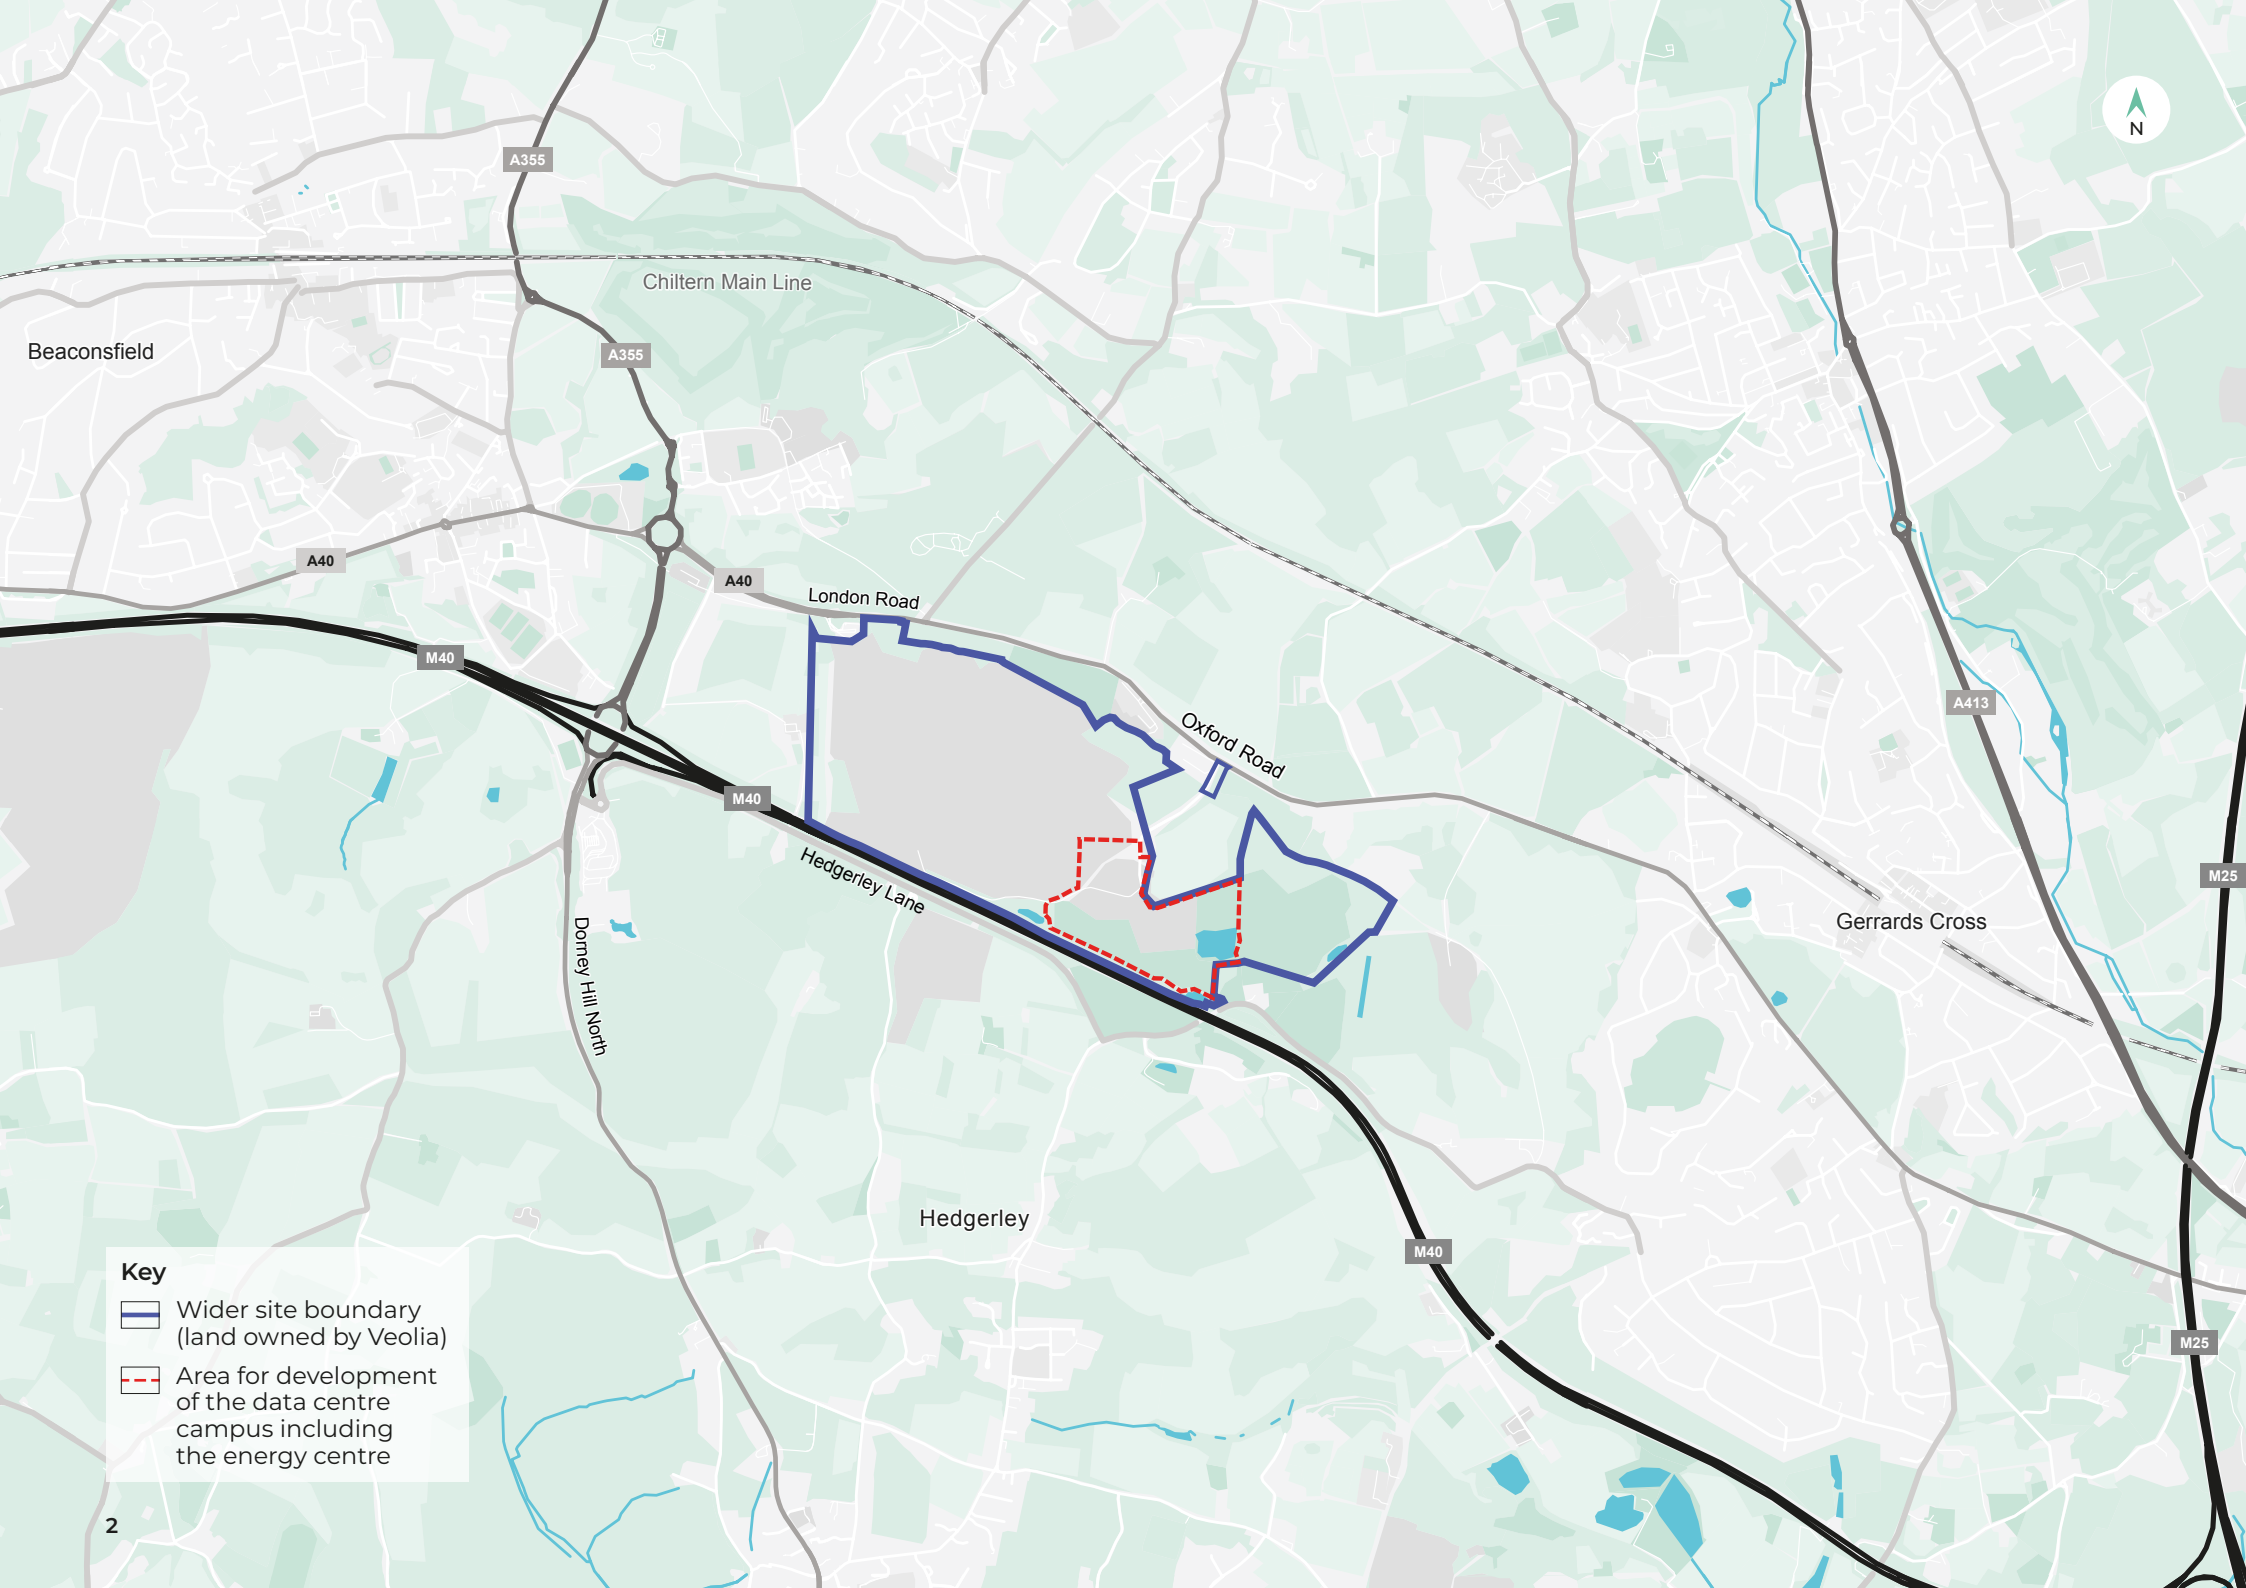 N
A355
Chiltern Main Line
Beaconsfield
A355
A40
A40
London Road
M40
A413
Oxford Road
M40
Hedgerley Lane
M25
Gerrards Cross
Dorney Hill North
Hedgerley
M40
M25
Key
Wider site boundary
(land owned by Veolia)
Area for development
of the data centre
campus including
the energy centre
2